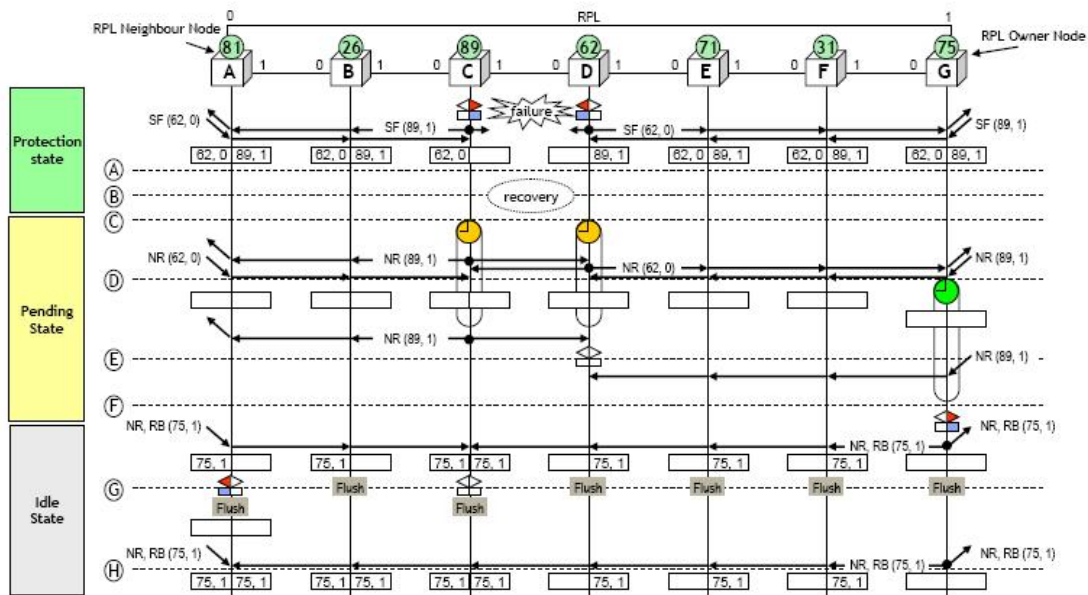 0 RPL 1
RPL Neighbour Node
RPL Owner Node
81 26 89 62 71 31 75
A 1 0 B 1 0 C 1 0 D 1 0 E 1 0 F 1 0 G
failure
Protection state
SF (62, 0) SF (89, 1) SF (62, 0) SF (89, 1)
62, 0 89, 1 62, 0 89, 1 62, 0 89, 1 62, 0 89, 1 62, 0 89, 1 62, 0 89, 1
A
B recovery
C
NR (62, 0) NR (89, 1) NR (62, 0) NR (89, 1)
D
Pending State
NR (89, 1)
E
NR (89, 1)
F
NR, RB (75, 1) NR, RB (75, 1) NR, RB (75, 1)
75, 1 75, 1 75, 1 75, 1 75, 1 75, 1 75, 1
G Flush Flush Flush Flush Flush
Flush Flush
Idle State
NR, RB (75, 1) NR, RB (75, 1) NR, RB (75, 1)
H
75, 1 75, 1 75, 1 75, 1 75, 1 75, 1 75, 1 75, 1 75, 1